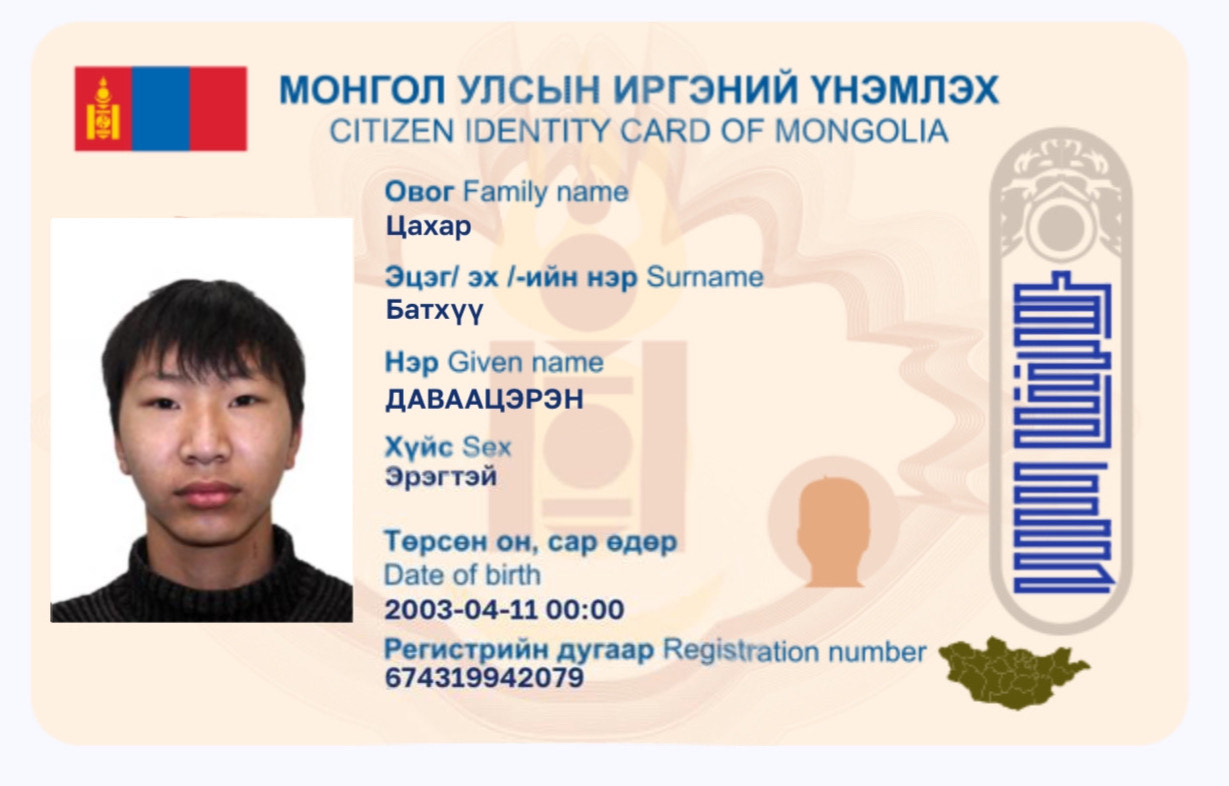 МОНГОЛ УЛСЫН ИРГЭНИЙ ҮНЭМЛЭХ
CITIZEN IDENTITY CARD OF MONGOLIA
Овог Family name
Цахар
Эцэг/ эх /-ийн нэр Surname
Батхүү
Нэр Given name
ДАВААЦЭРЭН
Хүйс Sex
Эрэгтэй
Төрсөн он, сар өдөр
Date of birth
2003-04-11 00:00
Регистрийн дугаар Registration number
674319942079